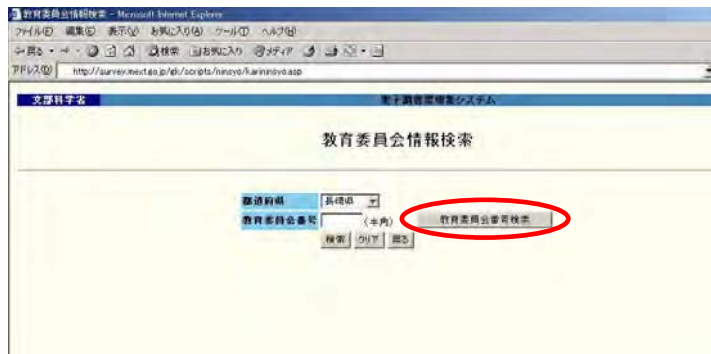 教育委員会情報検索 - Microsoft Internet Explorer
ファイル(F) 編集(E) 表示(V) お気に入り(A) ツール(T) ヘルプ(H)
戻る 検索 お気に入り メディア
アドレス(D) http://survey.mext.go.jp/gk/scripts/ninsyo/karininsyo.asp
文部科学省 電子調査票収集システム
教育委員会情報検索
都道府県 長崎県
教育委員会番号 (半角) 教育委員会番号検索
検索 クリア 戻る